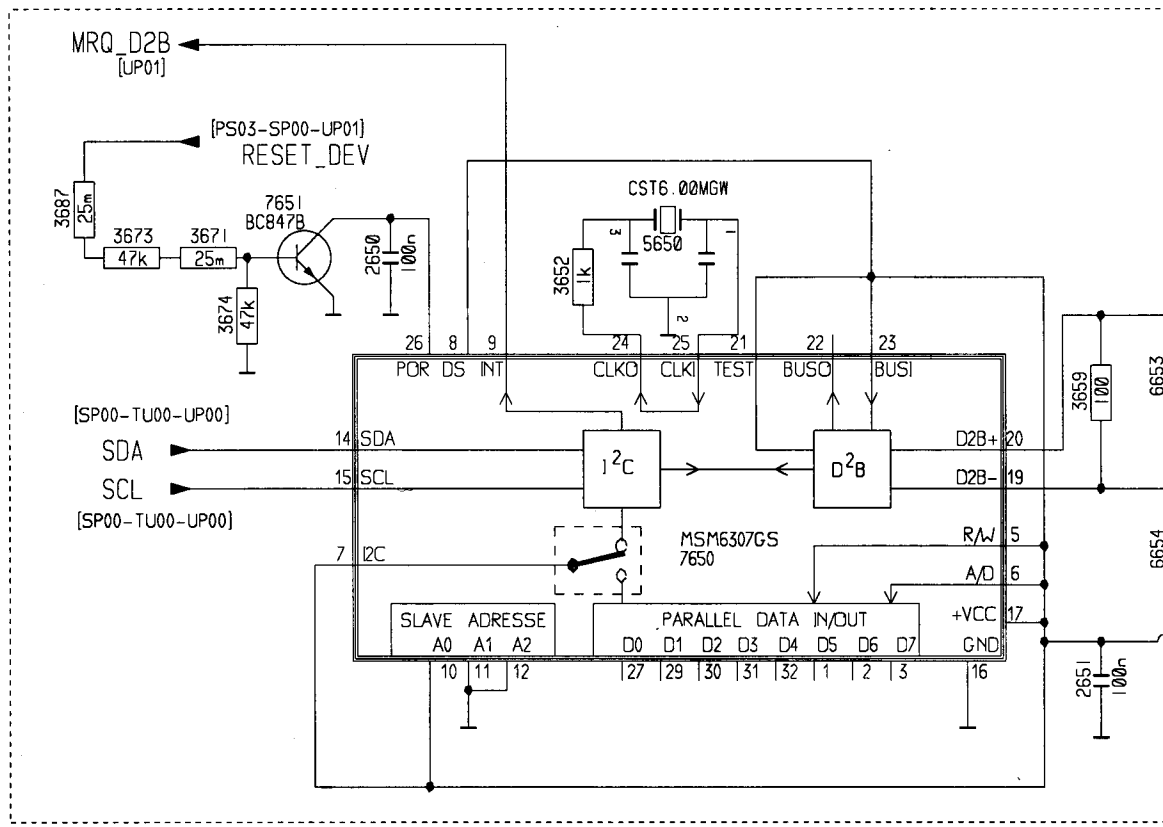 MRQ_D2B
[UP01]
[PS03-SP00-UP01]
RESET_DEV
3687
25m
3673
47k
3671
25m
3674
47k
7651
BC847B
2650
100n
CST6.00MGW
3
1
5650
2
3652
1k
26 8 9 24 25 21 22 23
POR DS INT CLKO CLKI TEST BUSO BUSI
3659
100
6653
[SP00-TU00-UP00]
SDA
14 SDA
I²C
D²B
D2B+ 20
SCL
15 SCL
D2B- 19
[SP00-TU00-UP00]
MSM6307GS
7650
R/W 5
6654
7 I2C
A/D 6
+VCC 17
SLAVE ADRESSE
PARALLEL DATA IN/OUT
A0 A1 A2
D0 D1 D2 D3 D4 D5 D6 D7
GND
10 11 12 27 29 30 31 32 1 2 3 16
2651
100n